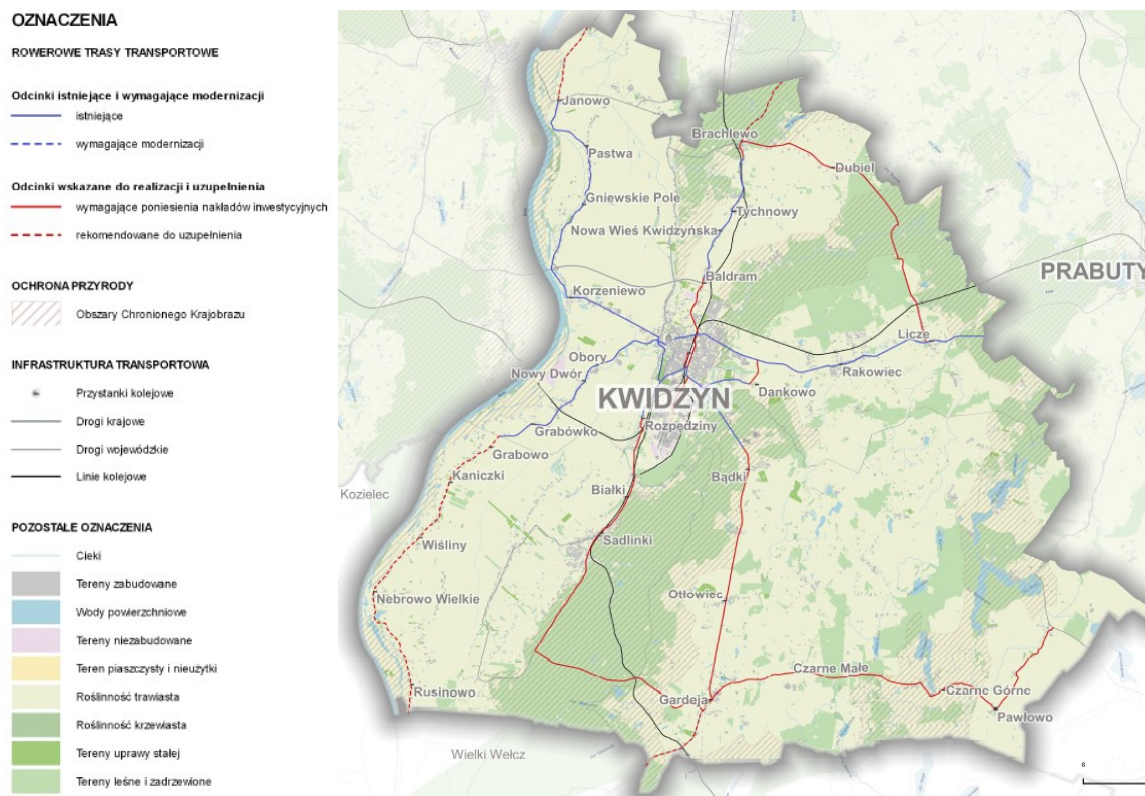 OZNACZENIA
ROWEROWE TRASY TRANSPORTOWE
Odcinki istniejące i wymagające modernizacji
istniejące
wymagające modernizacji
Odcinki wskazane do realizacji i uzupełnienia
wymagające poniesienia nakładów inwestycyjnych
rekomendowane do uzupełnienia
OCHRONA PRZYRODY
Obszary Chronionego Krajobrazu
INFRASTRUKTURA TRANSPORTOWA
Przystanki kolejowe
Drogi krajowe
Drogi wojewódzkie
Linie kolejowe
POZOSTAŁE OZNACZENIA
Cieki
Tereny zabudowane
Wody powierzchniowe
Tereny niezabudowane
Teren piaszczysty i nieużytki
Roślinność trawiasta
Roślinność krzewiasta
Tereny uprawy stałej
Tereny leśne i zadrzewione
Janowo
Brachlewo
Pastwa
Dubiel
Gniewskie Pole
Tychnowy
Nowa Wieś Kwidzyńska
Baldram
PRABUTY
Korzeniewo
Licze
Obory
Nowy Dwór
Rakowiec
KWIDZYN
Dankowo
Grabówko
Rozpędziny
Grabowo
Kaniczki
Bądki
Kozielec
Białki
Wiśliny
Sadlinki
Nebrowo Wielkie
Otłowiec
Czarne Małe
Rusinowo
Gardeja
Czarne Górne
Pawłowo
Wielki Wełcz